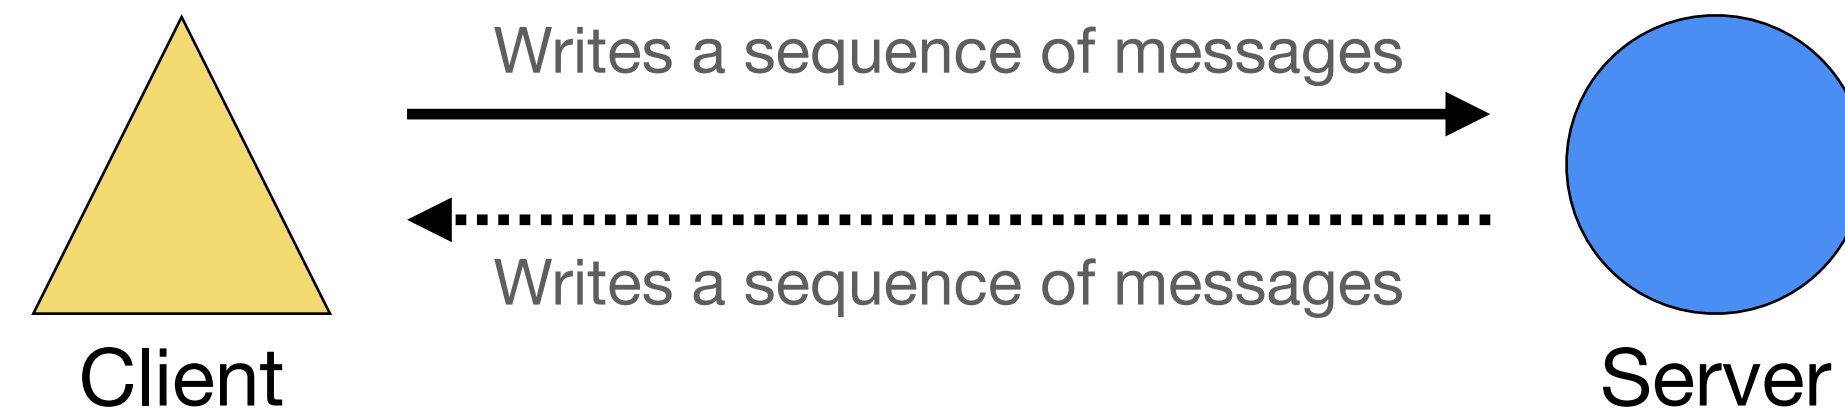 Writes a sequence of messages
Writes a sequence of messages
Client
Server